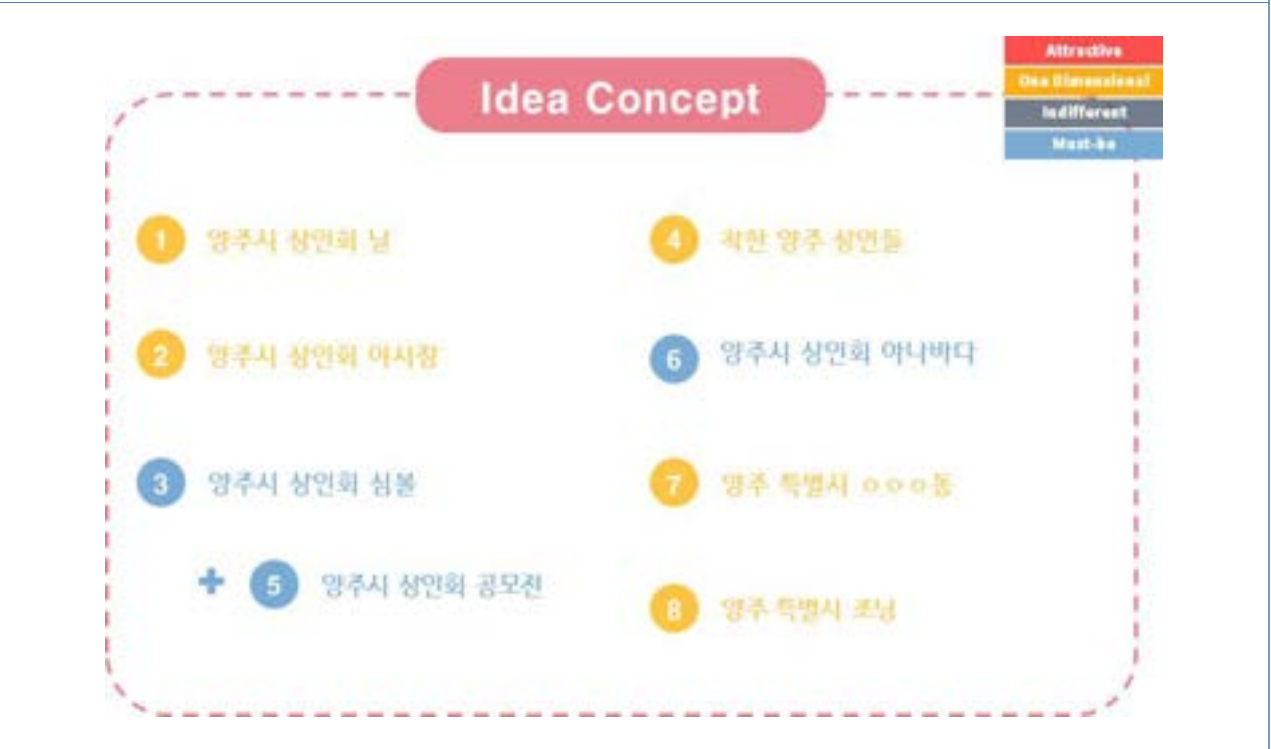 Idea Concept
Attractive
One Dimensional
Indifferent
Must-be
1 양주시 상인회 날
2 양주시 상인회 야시장
3 양주시 상인회 심볼
+ 5 양주시 상인회 공모전
4 착한 양주 상인들
6 양주시 상인회 아나바다
7 양주 특별시 ㅇㅇㅇ동
8 양주 특별시 조닝